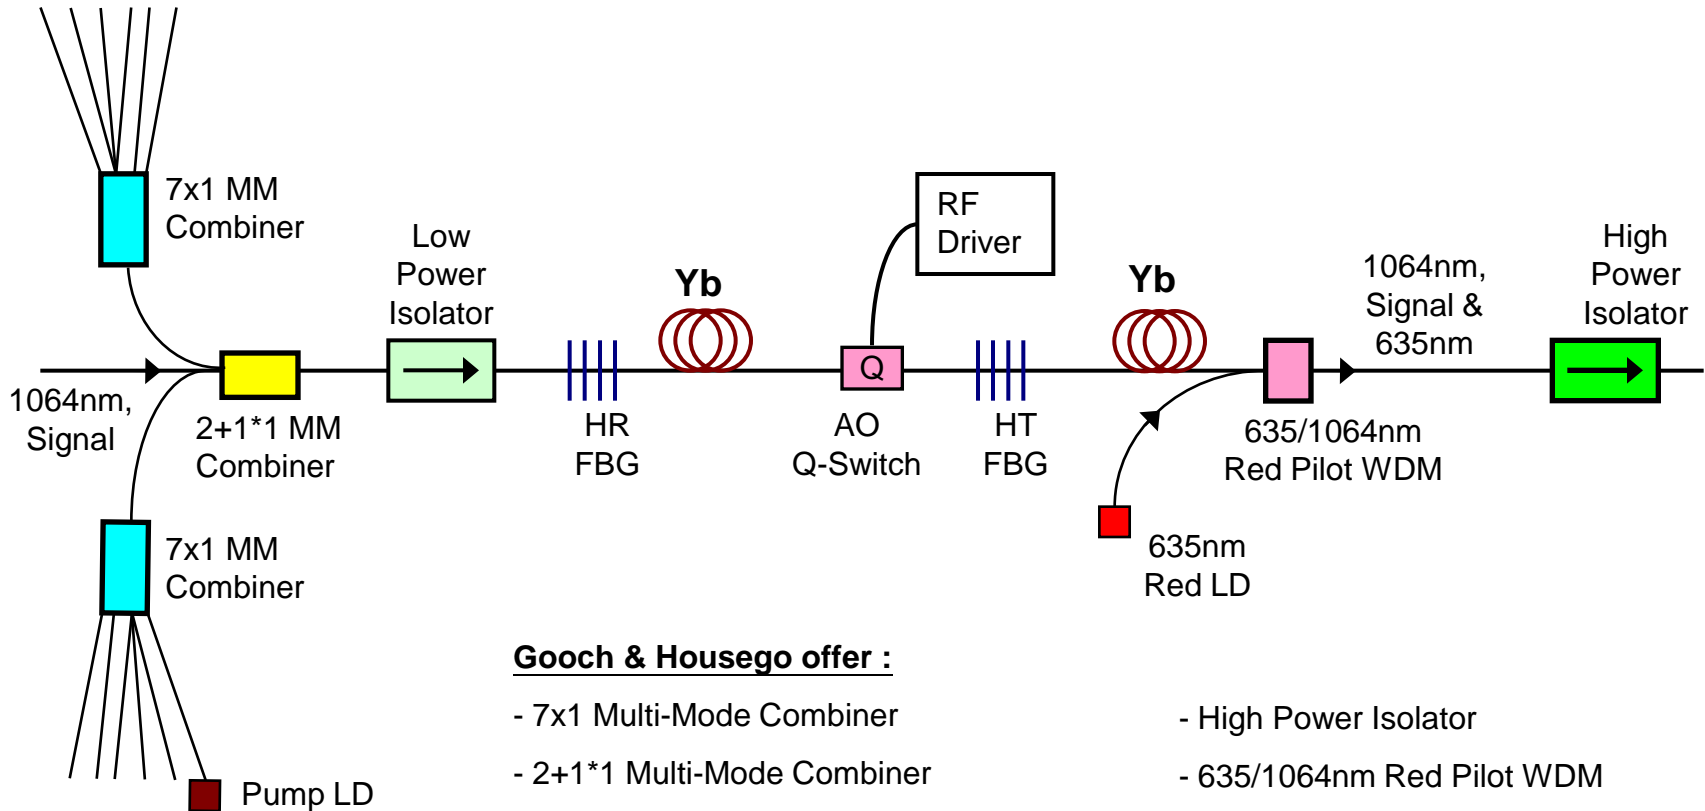 7x1 MM
Combiner
Low
Power
Isolator
RF
Driver
Yb
Yb
1064nm,
Signal &
635nm
High
Power
Isolator
1064nm,
Signal
2+1*1 MM
Combiner
HR
FBG
Q
AO
Q-Switch
HT
FBG
635/1064nm
Red Pilot WDM
7x1 MM
Combiner
635nm
Red LD
Pump LD
Gooch & Housego offer :
- 7x1 Multi-Mode Combiner
- 2+1*1 Multi-Mode Combiner
- High Power Isolator
- 635/1064nm Red Pilot WDM